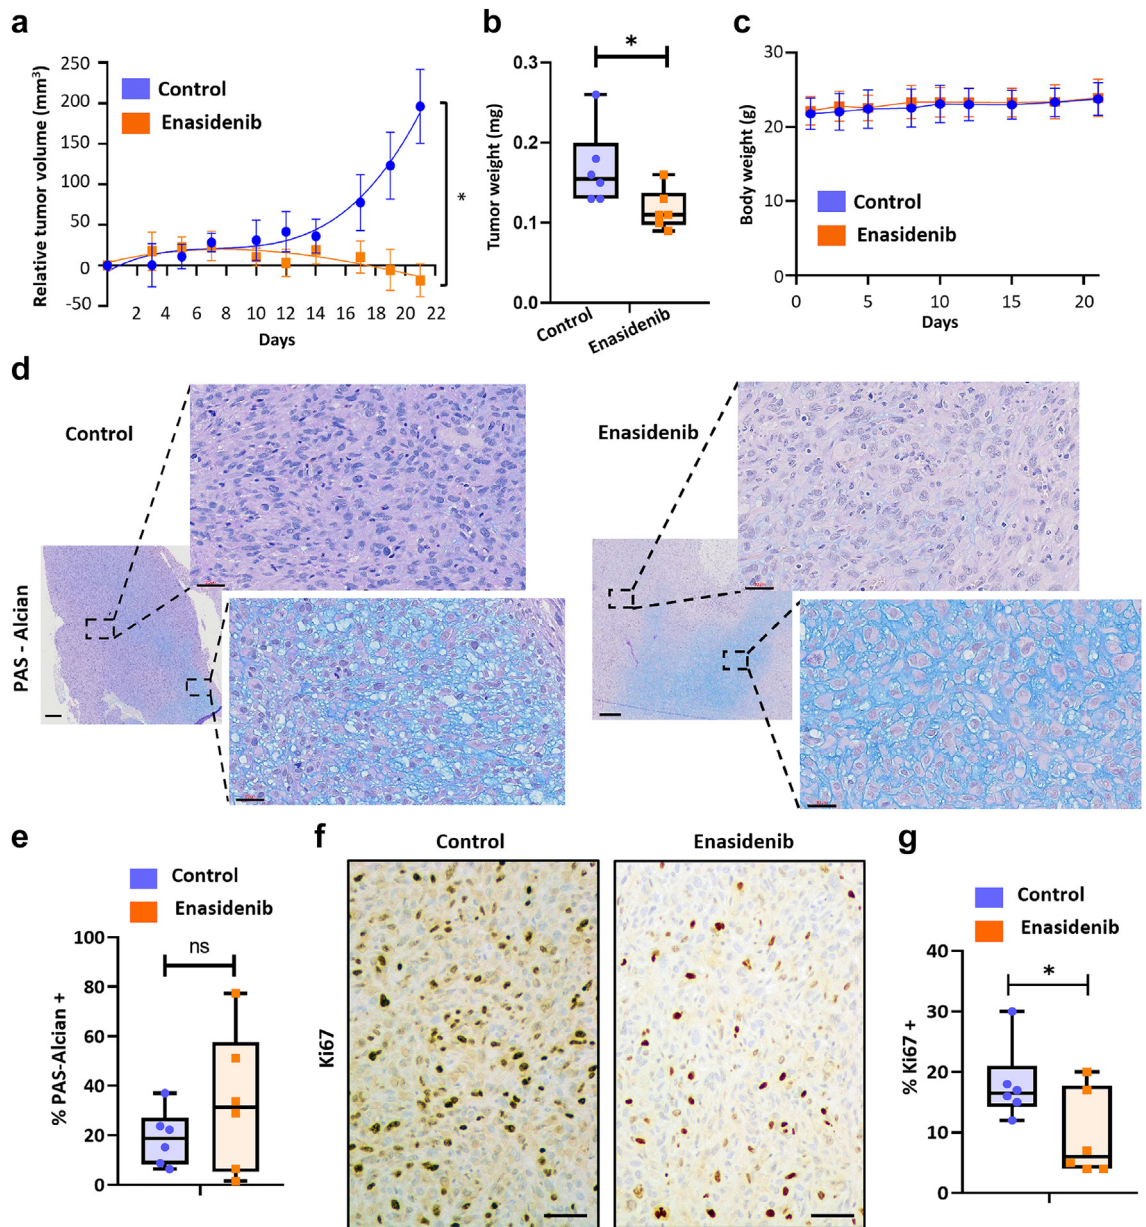 a
Relative tumor volume (mm³)
250
200
150
100
50
0
-50
Control
Enasidenib
*
2 4 6 8 10 12 14 16 18 20 22
Days
b
*
Tumor weight (mg)
0.3
0.2
0.1
0.0
Control
Enasidenib
c
Body weight (g)
30
20
10
0
Control
Enasidenib
0 5 10 15 20
Days
d
Control
Enasidenib
PAS - Alcian
e
Control
Enasidenib
ns
% PAS-Alcian +
100
80
60
40
20
0
f
Control
Enasidenib
Ki67
g
Control
Enasidenib
*
% Ki67 +
40
30
20
10
0